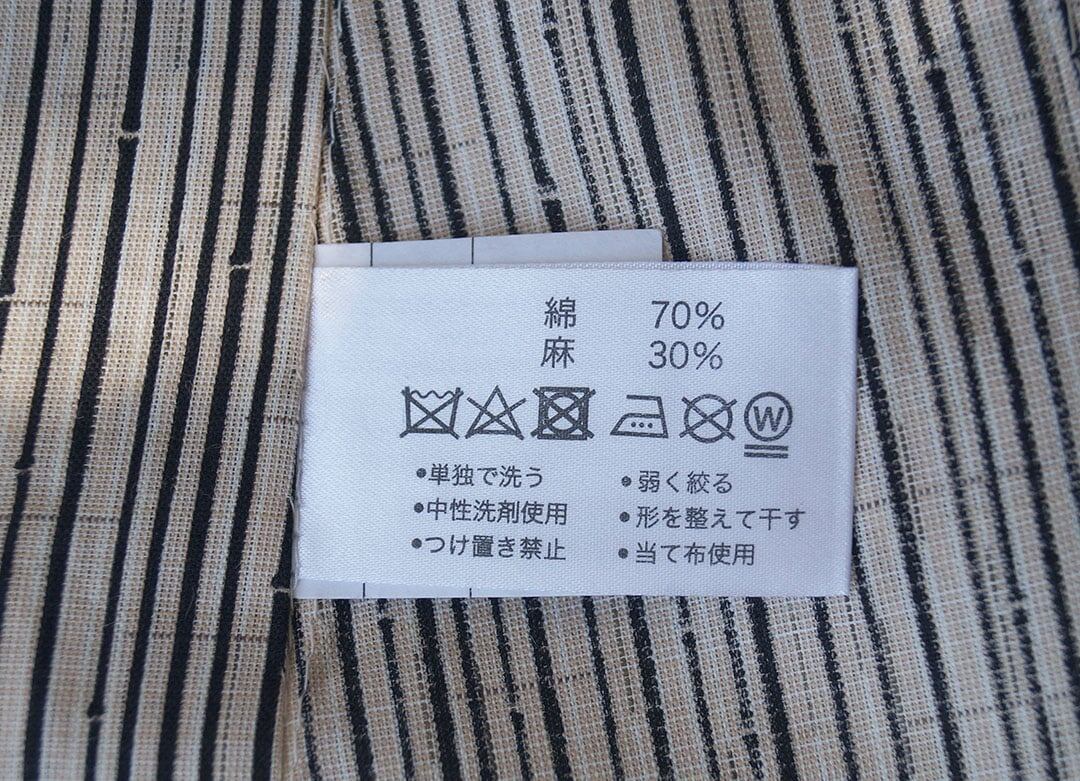 綿 70%
麻 30%
W
•単独で洗う
•中性洗剤使用
•つけ置き禁止
•弱く絞る
•形を整えて干す
•当て布使用